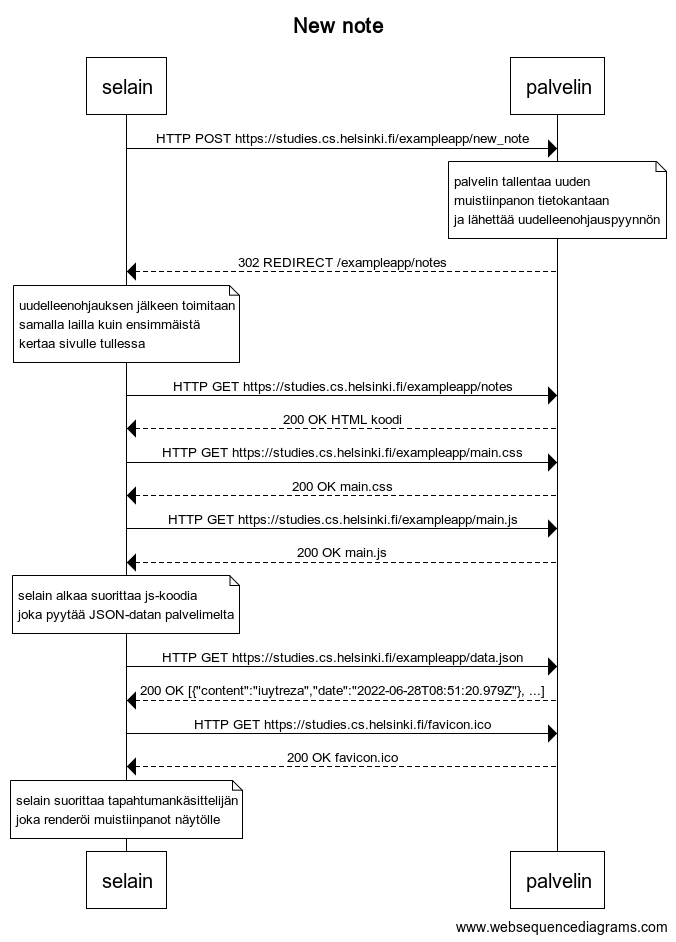 New note
selain
palvelin
HTTP POST https://studies.cs.helsinki.fi/exampleapp/new_note
palvelin tallentaa uuden
muistiinpanon tietokantaan
ja lähettää uudelleenohjauspyynnön
302 REDIRECT /exampleapp/notes
uudelleenohjauksen jälkeen toimitaan
samalla lailla kuin ensimmäistä
kertaa sivulle tullessa
HTTP GET https://studies.cs.helsinki.fi/exampleapp/notes
200 OK HTML koodi
HTTP GET https://studies.cs.helsinki.fi/exampleapp/main.css
200 OK main.css
HTTP GET https://studies.cs.helsinki.fi/exampleapp/main.js
200 OK main.js
selain alkaa suorittaa js-koodia
joka pyytää JSON-datan palvelimelta
HTTP GET https://studies.cs.helsinki.fi/exampleapp/data.json
200 OK [{"content":"iuytreza","date":"2022-06-28T08:51:20.979Z"}, ...]
HTTP GET https://studies.cs.helsinki.fi/favicon.ico
200 OK favicon.ico
selain suorittaa tapahtumankäsittelijän
joka renderöi muistiinpanot näytölle
selain
palvelin
www.websequencediagrams.com